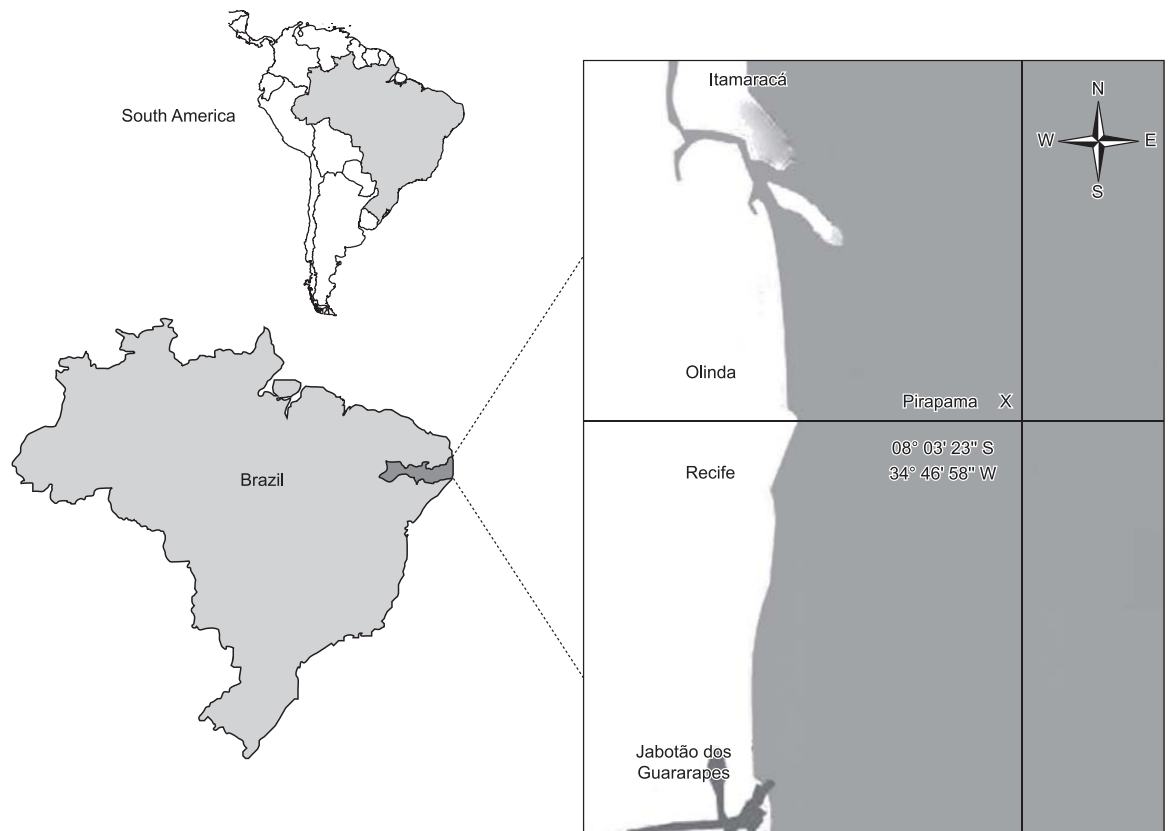 South America
Brazil
Itamaracá
N
W
E
S
Olinda
Pirapama X
08° 03' 23" S
34° 46' 58" W
Recife
Jabotão dos
Guararapes